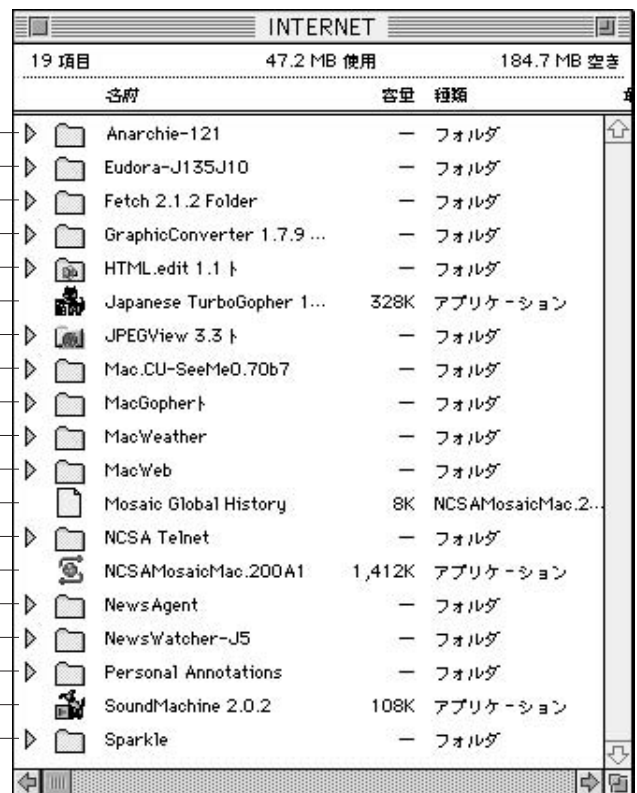 INTERNET
19 項目 47.2 MB 使用 184.7 MB 空き
名前 容量 種類
Anarchie-121 — フォルダ
Eudora-J135J10 — フォルダ
Fetch 2.1.2 Folder — フォルダ
GraphicConverter 1.7.9 ... — フォルダ
HTML.edit 1.1 ト — フォルダ
Japanese TurboGopher 1... 328K アプリケーション
JPEGView 3.3 ト — フォルダ
Mac.CU-SeeMe0.70b7 — フォルダ
MacGopherト — フォルダ
MacWeather — フォルダ
MacWeb — フォルダ
Mosaic Global History 8K NCSAMosaicMac.2...
NCSA Telnet — フォルダ
NCSAMosaicMac.200A1 1,412K アプリケーション
NewsAgent — フォルダ
NewsWatcher-J5 — フォルダ
Personal Annotations — フォルダ
SoundMachine 2.0.2 108K アプリケーション
Sparkle — フォルダ